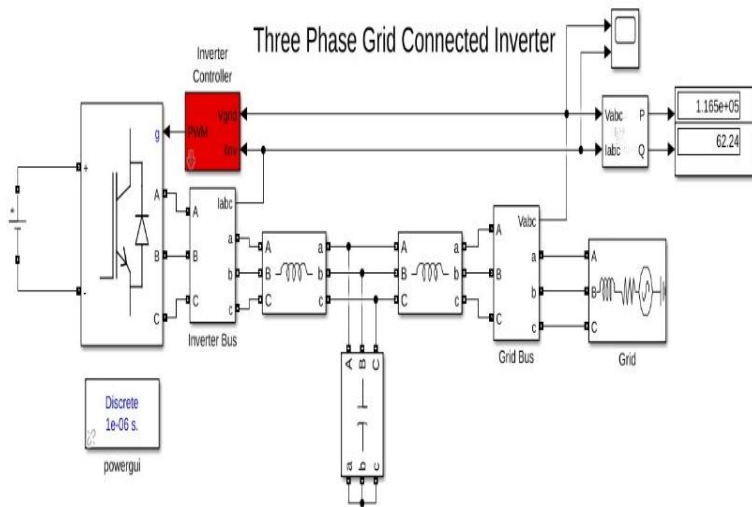 Three Phase Grid Connected Inverter
Inverter
Controller
Vgrid
PWM
g
Vabc
P
Iabc
Q
1.165e+05
62.24
+
-
A
B
C
A
B
C
Iabc
a
b
c
Inverter Bus
A
B
C
a
b
c
A
B
C
a
b
c
A
B
C
Vabc
a
b
c
Grid Bus
A
B
C
Grid
+
A
B
C
a
b
c
Discrete
1e-06 s.
powergui